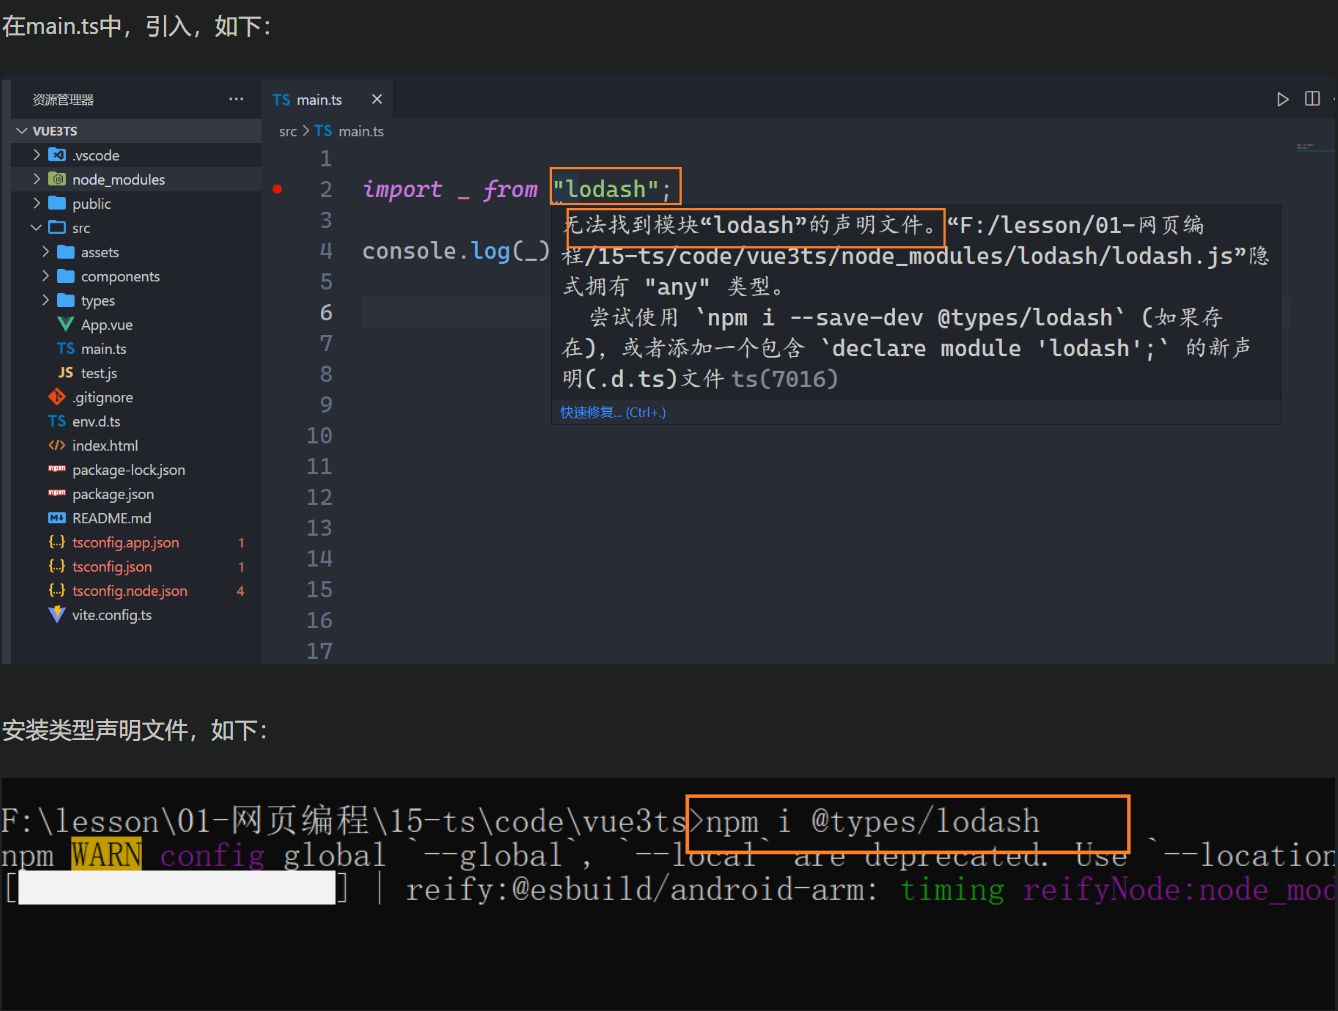 在main.ts中，引入，如下：
资源管理器 ···
TS main.ts ×
VUE3TS
src > TS main.ts
.vscode
node_modules
public
src
assets
components
types
App.vue
TS main.ts
JS test.js
.gitignore
TS env.d.ts
index.html
npm package-lock.json
npm package.json
README.md
{..} tsconfig.app.json 1
{..} tsconfig.json 1
{..} tsconfig.node.json 4
vite.config.ts
1
2 import _ from "lodash";
3
4 console.log(_)
5
6
7
8
9
10
11
12
13
14
15
16
17
无法找到模块“lodash”的声明文件。“F:/lesson/01-网页编
程/15-ts/code/vue3ts/node_modules/lodash/lodash.js”隐
式拥有 "any" 类型。
尝试使用 `npm i --save-dev @types/lodash` (如果存
在)，或者添加一个包含 `declare module 'lodash';` 的新声
明(.d.ts)文件 ts(7016)
快速修复... (Ctrl+.)
安装类型声明文件，如下：
F:\lesson\01-网页编程\15-ts\code\vue3ts>npm i @types/lodash
npm WARN config global `--global`, `--local` are deprecated. Use `--location
[ ] | reify:@esbuild/android-arm: timing reifyNode:node_mod